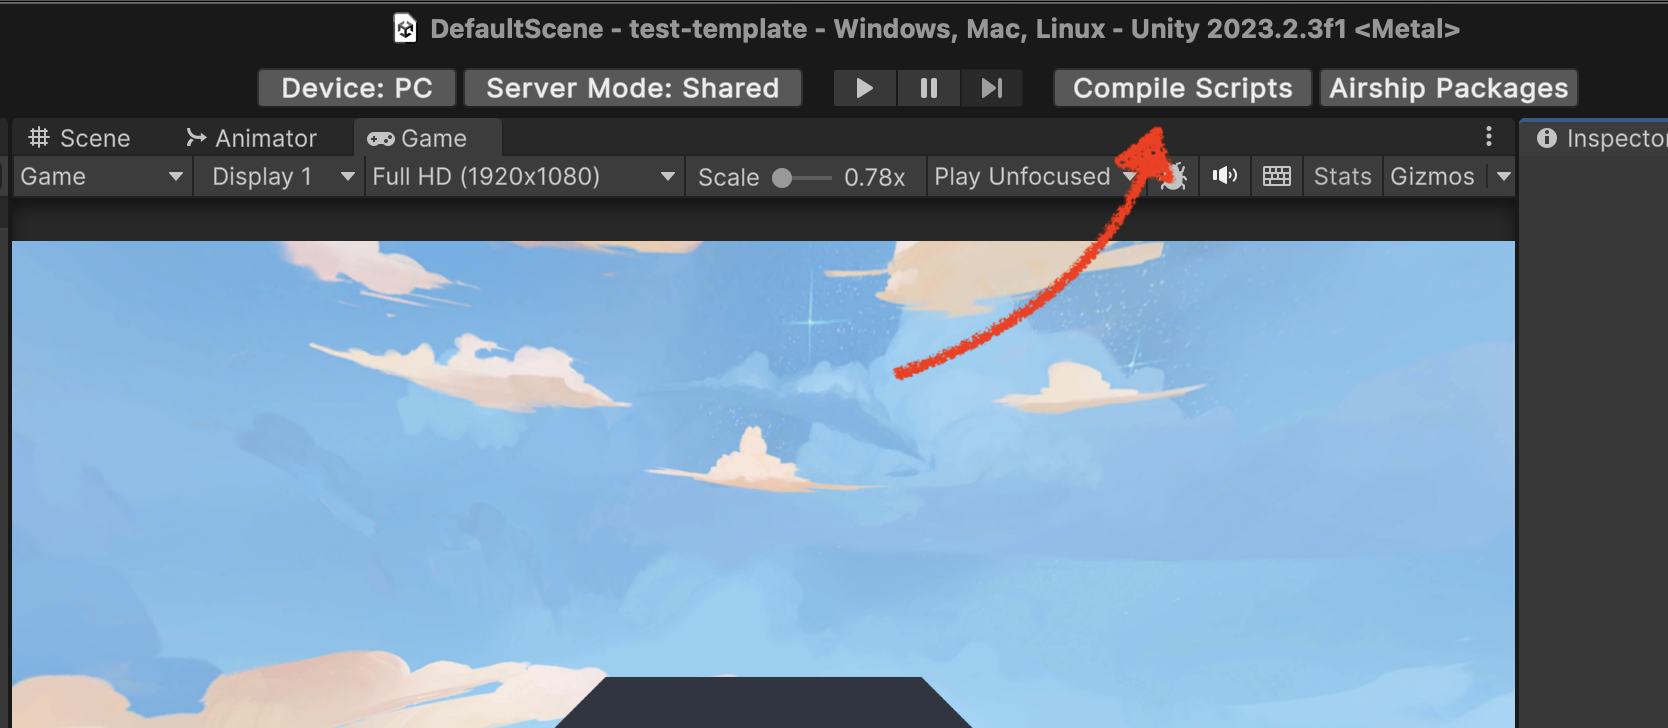 DefaultScene - test-template - Windows, Mac, Linux - Unity 2023.2.3f1 <Metal>
Device: PC Server Mode: Shared Compile Scripts Airship Packages
Scene Animator Game Inspector
Game Display 1 Full HD (1920x1080) Scale 0.78x Play Unfocused Stats Gizmos